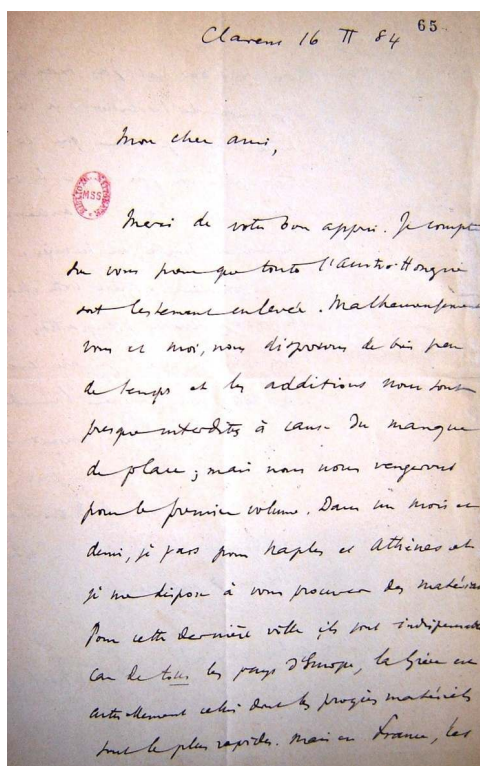 65
Clarens 16 II 84
Mon cher ami,
MSS
Merci de votre bon appui. Je compte
sur vous pour que toute l'Austro-Hongrie
soit lestement enlevée. Malheureusement
vous et moi, nous disposons de bien peu
de temps et les additions nous sont
presque interdites à cause du manque
de place ; mais nous nous vengerons
pour le premier volume. Dans un mois et
demi, je pars pour Naples et Athènes et
je me dispose à vous procurer des matériaux
Pour cette dernière ville ils sont indispensables
car de tous les pays d'Europe, la Grèce est
actuellement celui dont les progrès matériels
sont le plus rapides. Mais en France, les